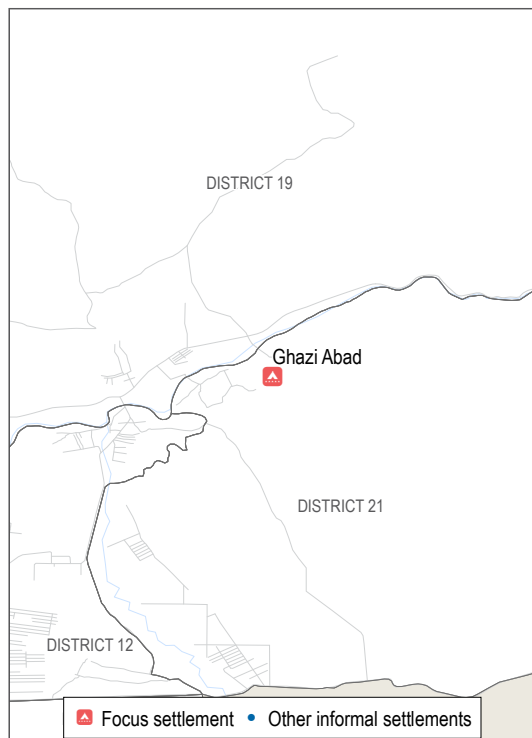 DISTRICT 19
Ghazi Abad
DISTRICT 21
DISTRICT 12
Focus settlement • Other informal settlements